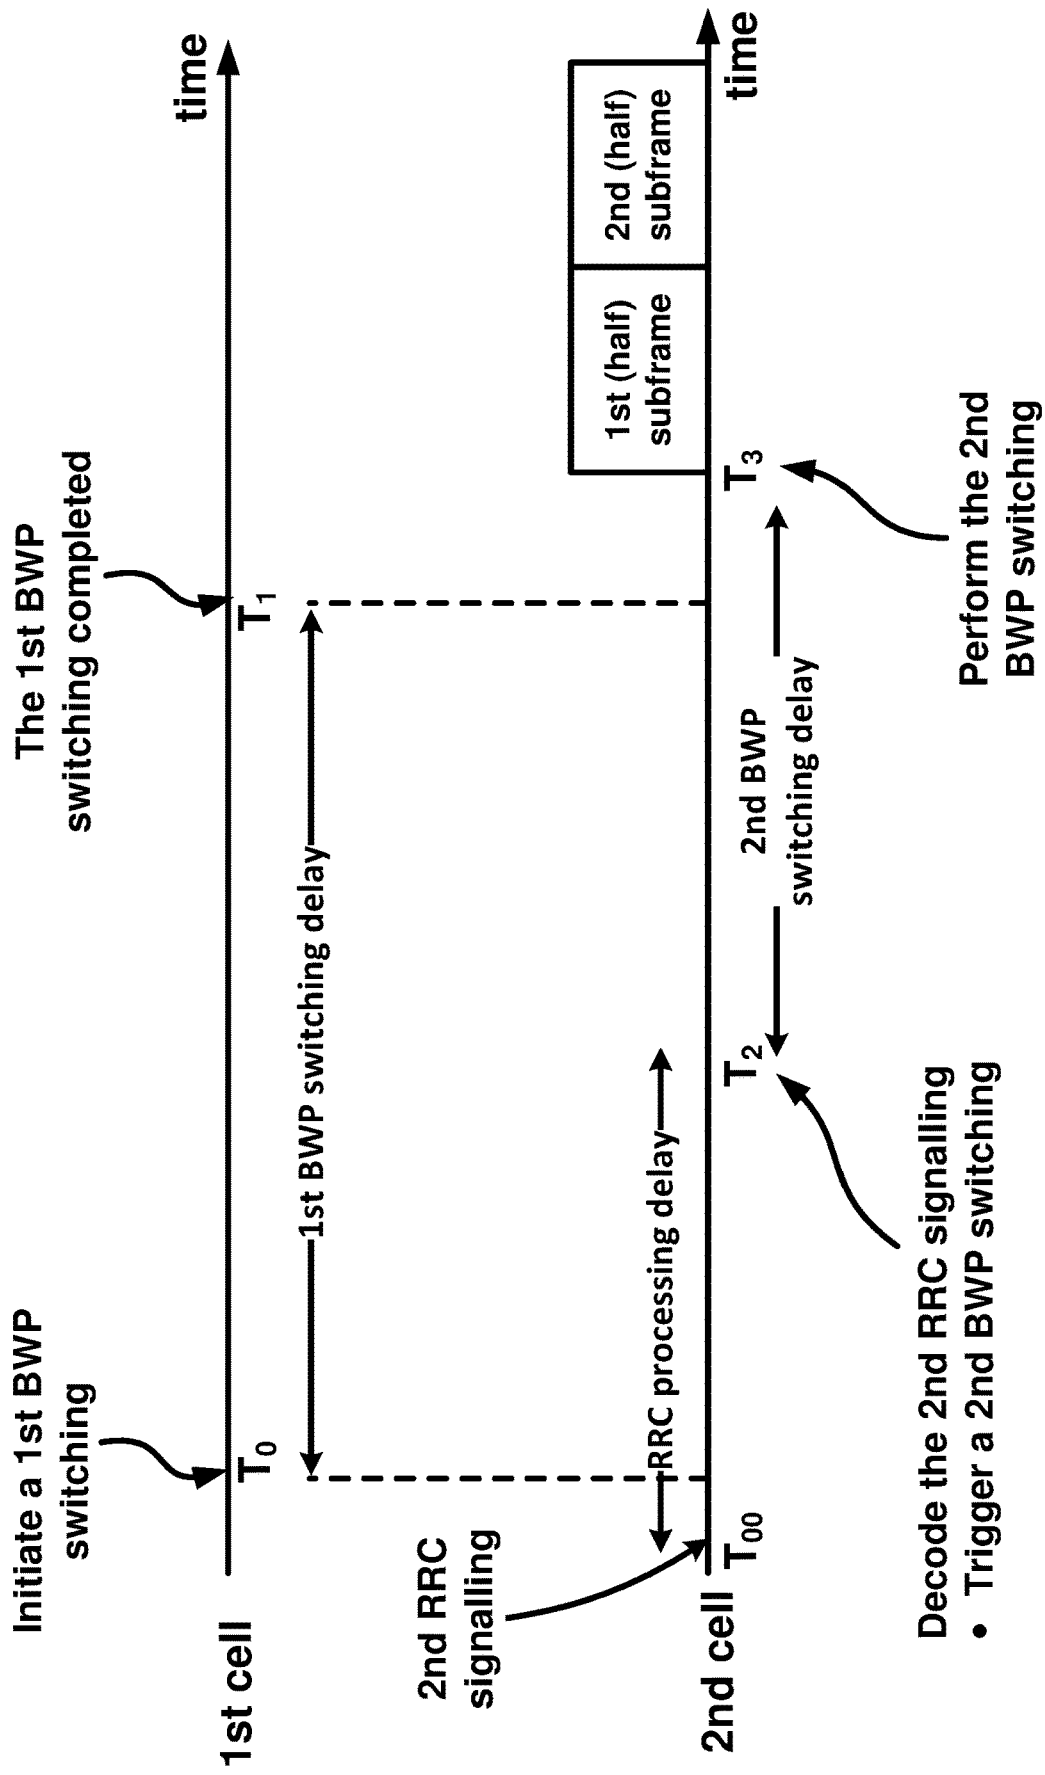 Initiate a 1st BWP
switching
The 1st BWP
switching completed
1st cell
T0
T1
time
1st BWP switching delay
2nd RRC
signalling
RRC processing delay
1st (half)
subframe
2nd (half)
subframe
2nd cell
T00
T2
T3
time
2nd BWP
switching delay
Decode the 2nd RRC signalling
• Trigger a 2nd BWP switching
Perform the 2nd
BWP switching